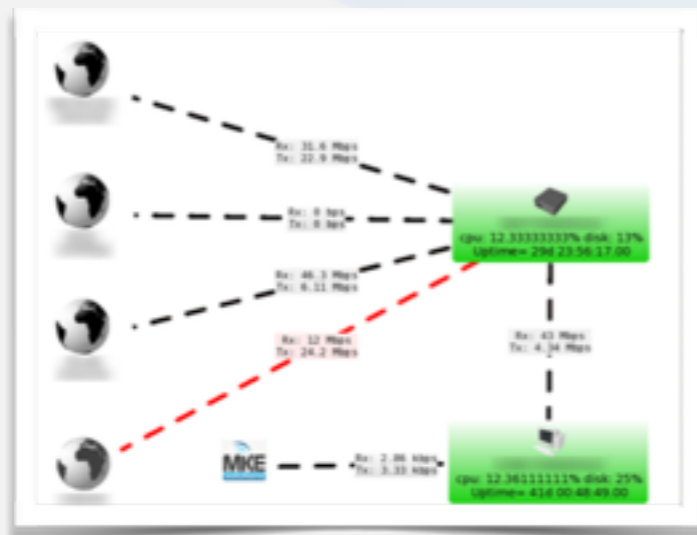 Rx: 31.6 Mbps
Tx: 22.9 Mbps
Rx: 0 bps
Tx: 0 bps
cpu: 12.33333333% disk: 13%
Uptime= 29d 23:56:17.00
Rx: 46.3 Mbps
Tx: 6.11 Mbps
Rx: 12 Mbps
Tx: 24.2 Mbps
Rx: 43 Mbps
Tx: 4.34 Mbps
MKE
Rx: 2.06 kbps
Tx: 3.33 kbps
cpu: 12.36111111% disk: 25%
Uptime= 41d 00:48:49.00